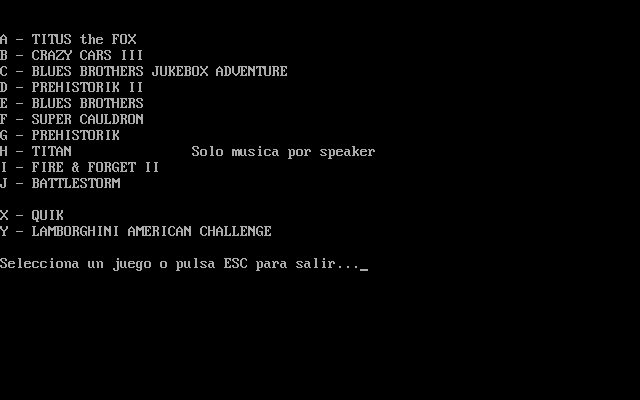 A - TITUS the FOX
B - CRAZY CARS III
C - BLUES BROTHERS JUKEBOX ADVENTURE
D - PREHISTORIK II
E - BLUES BROTHERS
F - SUPER CAULDRON
G - PREHISTORIK
H - TITAN Solo musica por speaker
I - FIRE & FORGET II
J - BATTLESTORM
X - QUIK
Y - LAMBORGHINI AMERICAN CHALLENGE
Selecciona un juego o pulsa ESC para salir..._